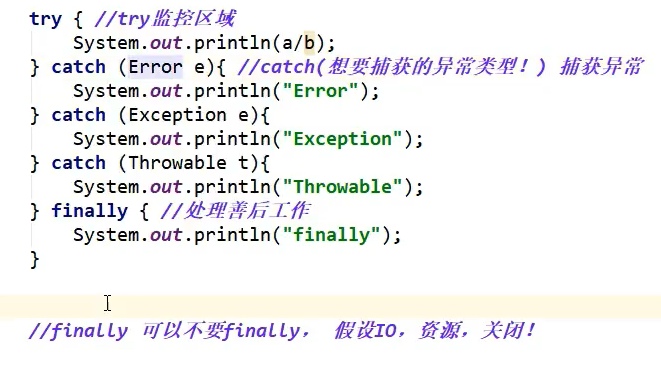 try { //try监控区域
System.out.println(a/b);
} catch (Error e){ //catch(想要捕获的异常类型！) 捕获异常
System.out.println("Error");
} catch (Exception e){
System.out.println("Exception");
} catch (Throwable t){
System.out.println("Throwable");
} finally { //处理善后工作
System.out.println("finally");
}
//finally 可以不要finally， 假设IO，资源，关闭！